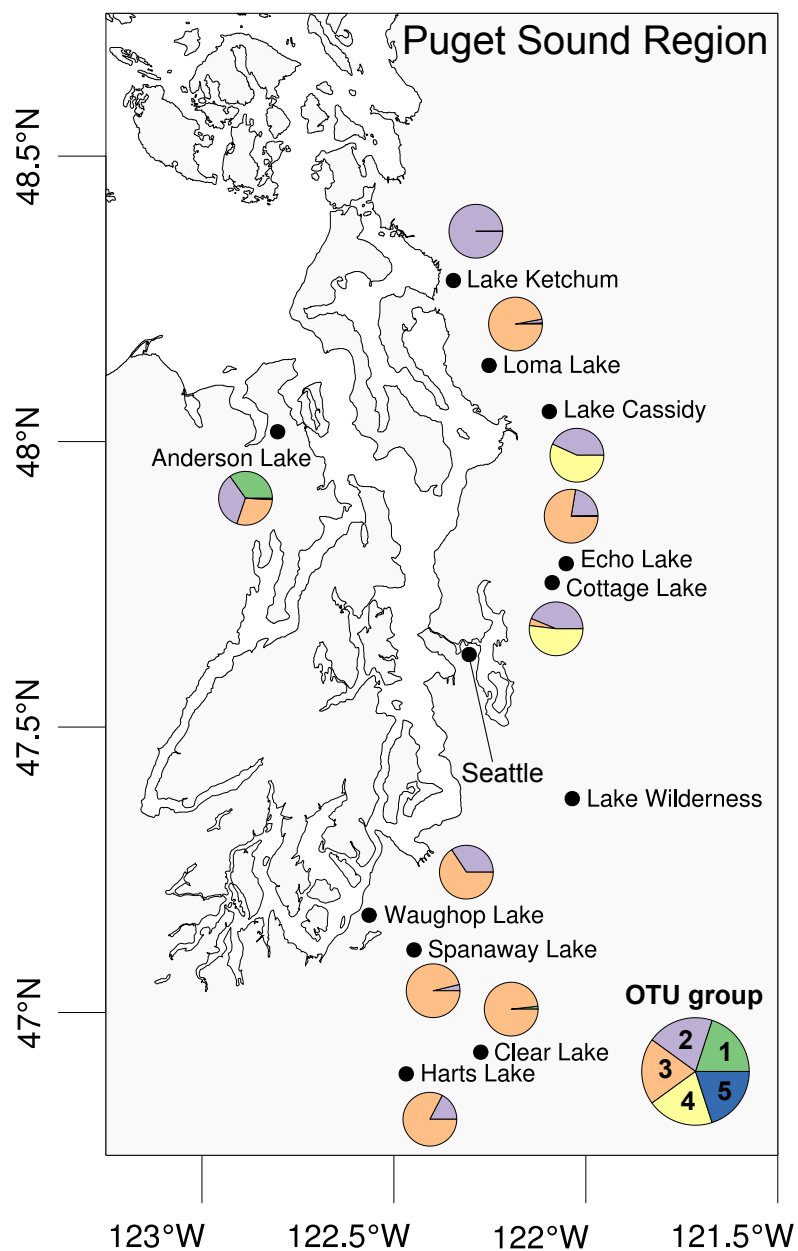 Puget Sound Region
48.5°N
Lake Ketchum
Loma Lake
Lake Cassidy
48°N
Anderson Lake
Echo Lake
Cottage Lake
47.5°N
Seattle
Lake Wilderness
Waughop Lake
Spanaway Lake
47°N
OTU group
2
1
3
4
5
Clear Lake
Harts Lake
123°W
122.5°W
122°W
121.5°W